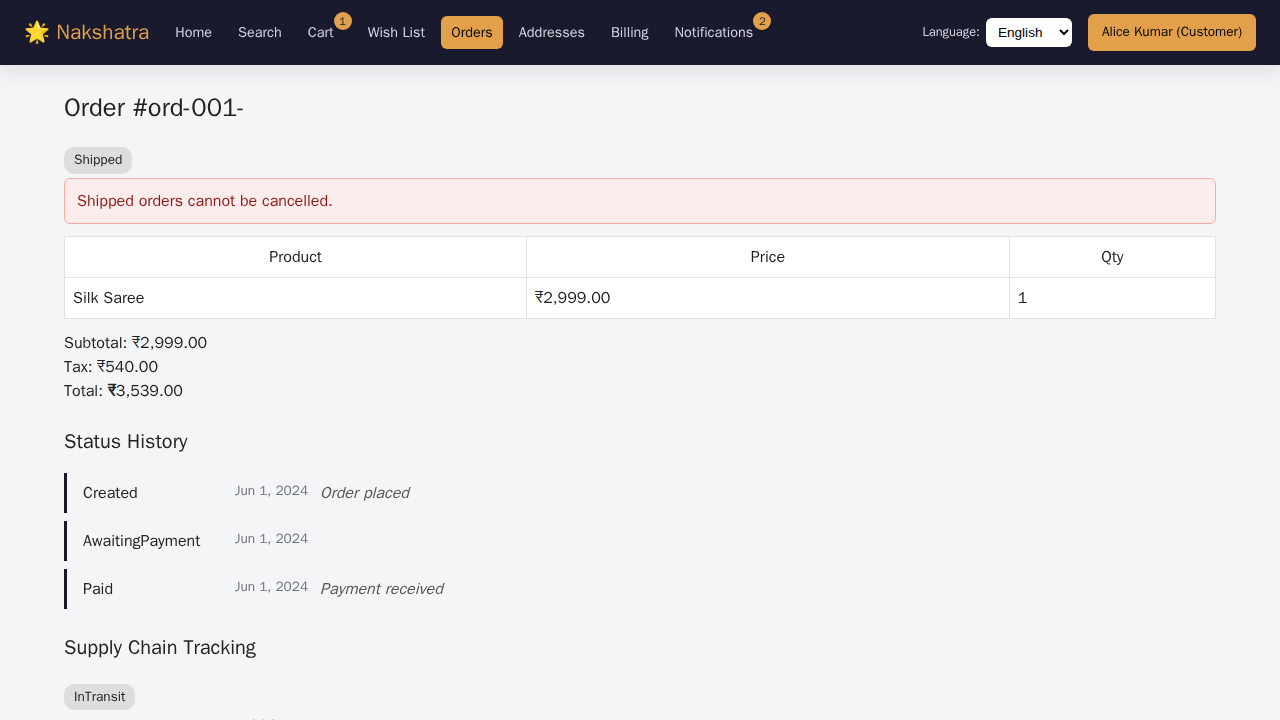 🌟 Nakshatra Home Search Cart 1 Wish List Orders Addresses Billing Notifications 2 Language: English Alice Kumar (Customer)
Order #ord-001-
Shipped
Shipped orders cannot be cancelled.
Product Price Qty
Silk Saree ₹2,999.00 1
Subtotal: ₹2,999.00
Tax: ₹540.00
Total: ₹3,539.00
Status History
Created Jun 1, 2024 Order placed
AwaitingPayment Jun 1, 2024
Paid Jun 1, 2024 Payment received
Supply Chain Tracking
InTransit